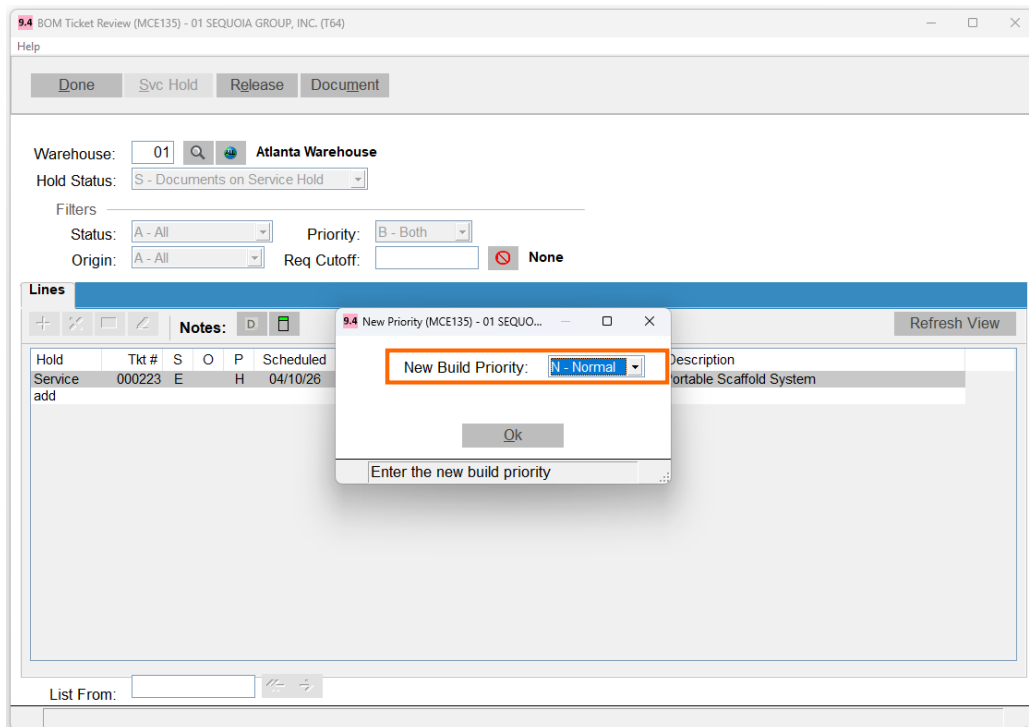 9.4 BOM Ticket Review (MCE135) - 01 SEQUOIA GROUP, INC. (T64)
Help
Done Svc Hold Release Document
Warehouse: 01 Atlanta Warehouse
Hold Status: S - Documents on Service Hold
Filters
Status: A - All Priority: B - Both
Origin: A - All Req Cutoff: None
Lines
Notes: D Refresh View
9.4 New Priority (MCE135) - 01 SEQUO...
New Build Priority: N - Normal
Ok
Enter the new build priority
Hold Tkt # S O P Scheduled Description
Service 000223 E H 04/10/26 ortable Scaffold System
add
List From: